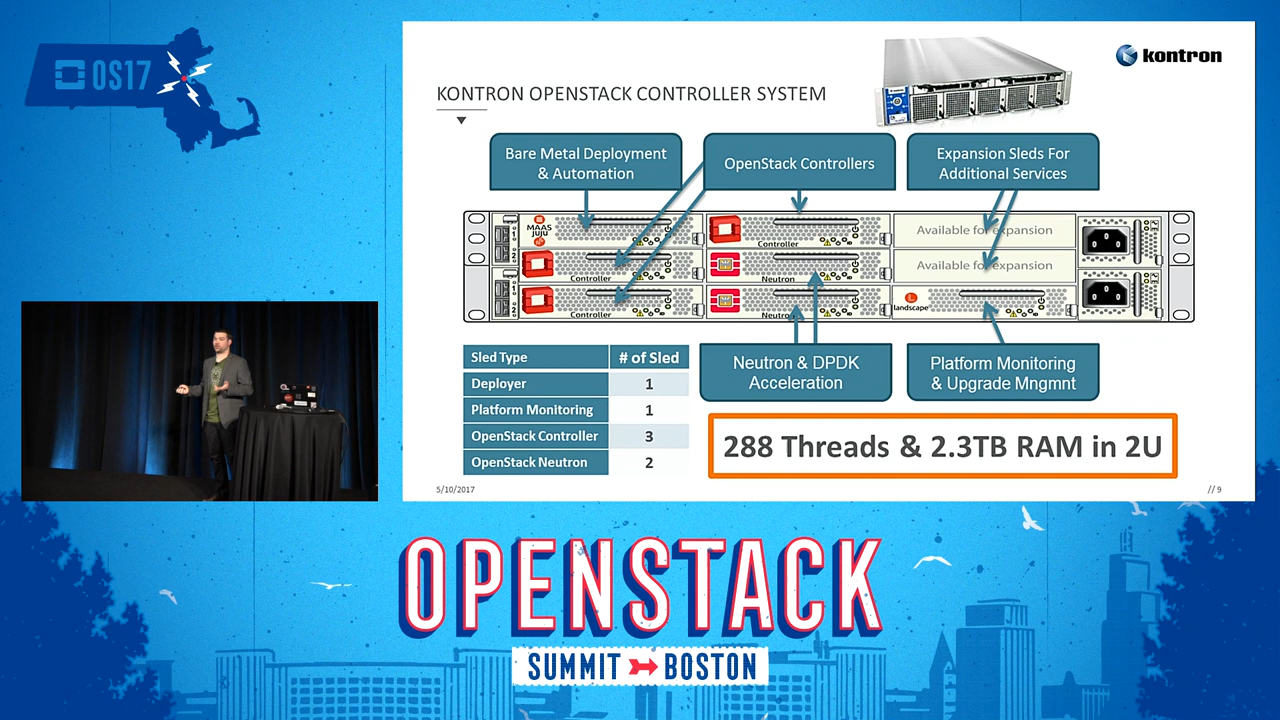 OS17
kontron
KONTRON OPENSTACK CONTROLLER SYSTEM
Bare Metal Deployment
& Automation
OpenStack Controllers
Expansion Sleds For
Additional Services
MAAS
JUJU
Controller
Available for expansion
Controller
Neutron
Available for expansion
Controller
Neutron
landscape
Sled Type # of Sled
Deployer 1
Platform Monitoring 1
OpenStack Controller 3
OpenStack Neutron 2
Neutron & DPDK
Acceleration
Platform Monitoring
& Upgrade Mngmnt
288 Threads & 2.3TB RAM in 2U
5/10/2017
// 9
OPENSTACK
SUMMIT BOSTON